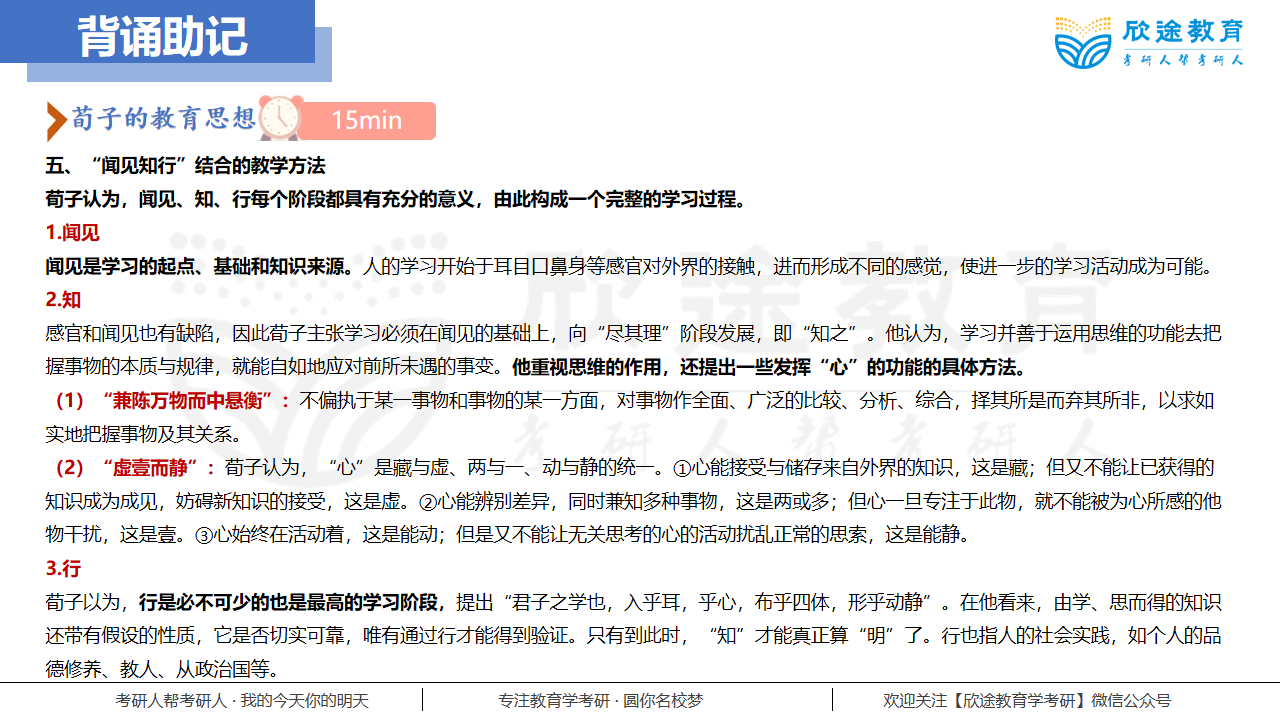 背诵助记
欣途教育
考研人帮考研人
荀子的教育思想
15min
五、“闻见知行”结合的教学方法
荀子认为，闻见、知、行每个阶段都具有充分的意义，由此构成一个完整的学习过程。
1.闻见
闻见是学习的起点、基础和知识来源。人的学习开始于耳目口鼻身等感官对外界的接触，进而形成不同的感觉，使进一步的学习活动成为可能。
2.知
感官和闻见也有缺陷，因此荀子主张学习必须在闻见的基础上，向“尽其理”阶段发展，即“知之”。他认为，学习并善于运用思维的功能去把
握事物的本质与规律，就能自如地应对前所未遇的事变。他重视思维的作用，还提出一些发挥“心”的功能的具体方法。
（1）“兼陈万物而中悬衡”：不偏执于某一事物和事物的某一方面，对事物作全面、广泛的比较、分析、综合，择其所是而弃其所非，以求如
实地把握事物及其关系。
（2）“虚壹而静”：荀子认为，“心”是臧与虚、两与一、动与静的统一。①心能接受与储存来自外界的知识，这是臧；但又不能让已获得的
知识成为成见，妨碍新知识的接受，这是虚。②心能辨别差异，同时兼知多种事物，这是两或多；但心一旦专注于此物，就不能被为心所感的他
物干扰，这是壹。③心始终在活动着，这是能动；但是又不能让无关思考的心的活动扰乱正常的思索，这是能静。
3.行
荀子以为，行是必不可少的也是最高的学习阶段，提出“君子之学也，入乎耳，乎心，布乎四体，形乎动静”。在他看来，由学、思而得的知识
还带有假设的性质，它是否切实可靠，唯有通过行才能得到验证。只有到此时，“知”才能真正算“明”了。行也指人的社会实践，如个人的品
德修养、教人、从政治国等。
欣途教育
考研人帮考研人
考研人帮考研人 · 我的今天你的明天
专注教育学考研 · 圆你名校梦
欢迎关注【欣途教育学考研】微信公众号